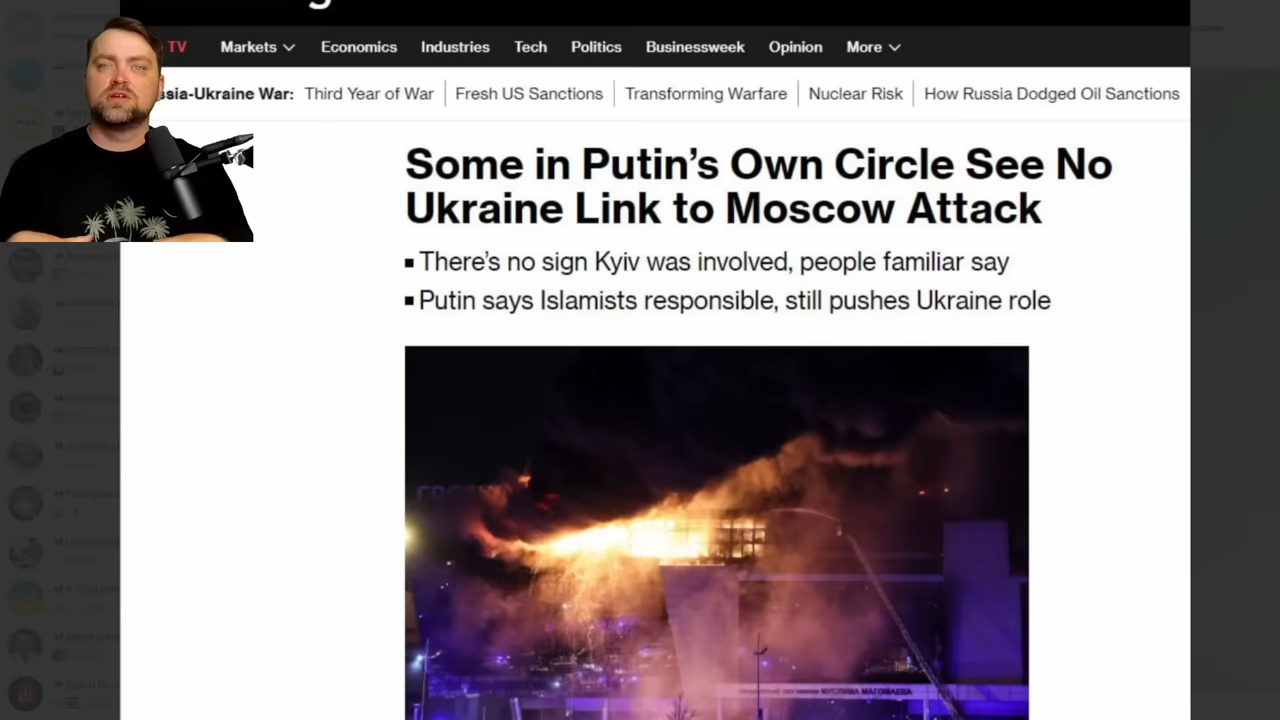 TV Markets Economics Industries Tech Politics Businessweek Opinion More
sia-Ukraine War: Third Year of War Fresh US Sanctions Transforming Warfare Nuclear Risk How Russia Dodged Oil Sanctions
Some in Putin's Own Circle See No
Ukraine Link to Moscow Attack
There's no sign Kyiv was involved, people familiar say
Putin says Islamists responsible, still pushes Ukraine role
МУСЛИМА МАГОМАЕВА